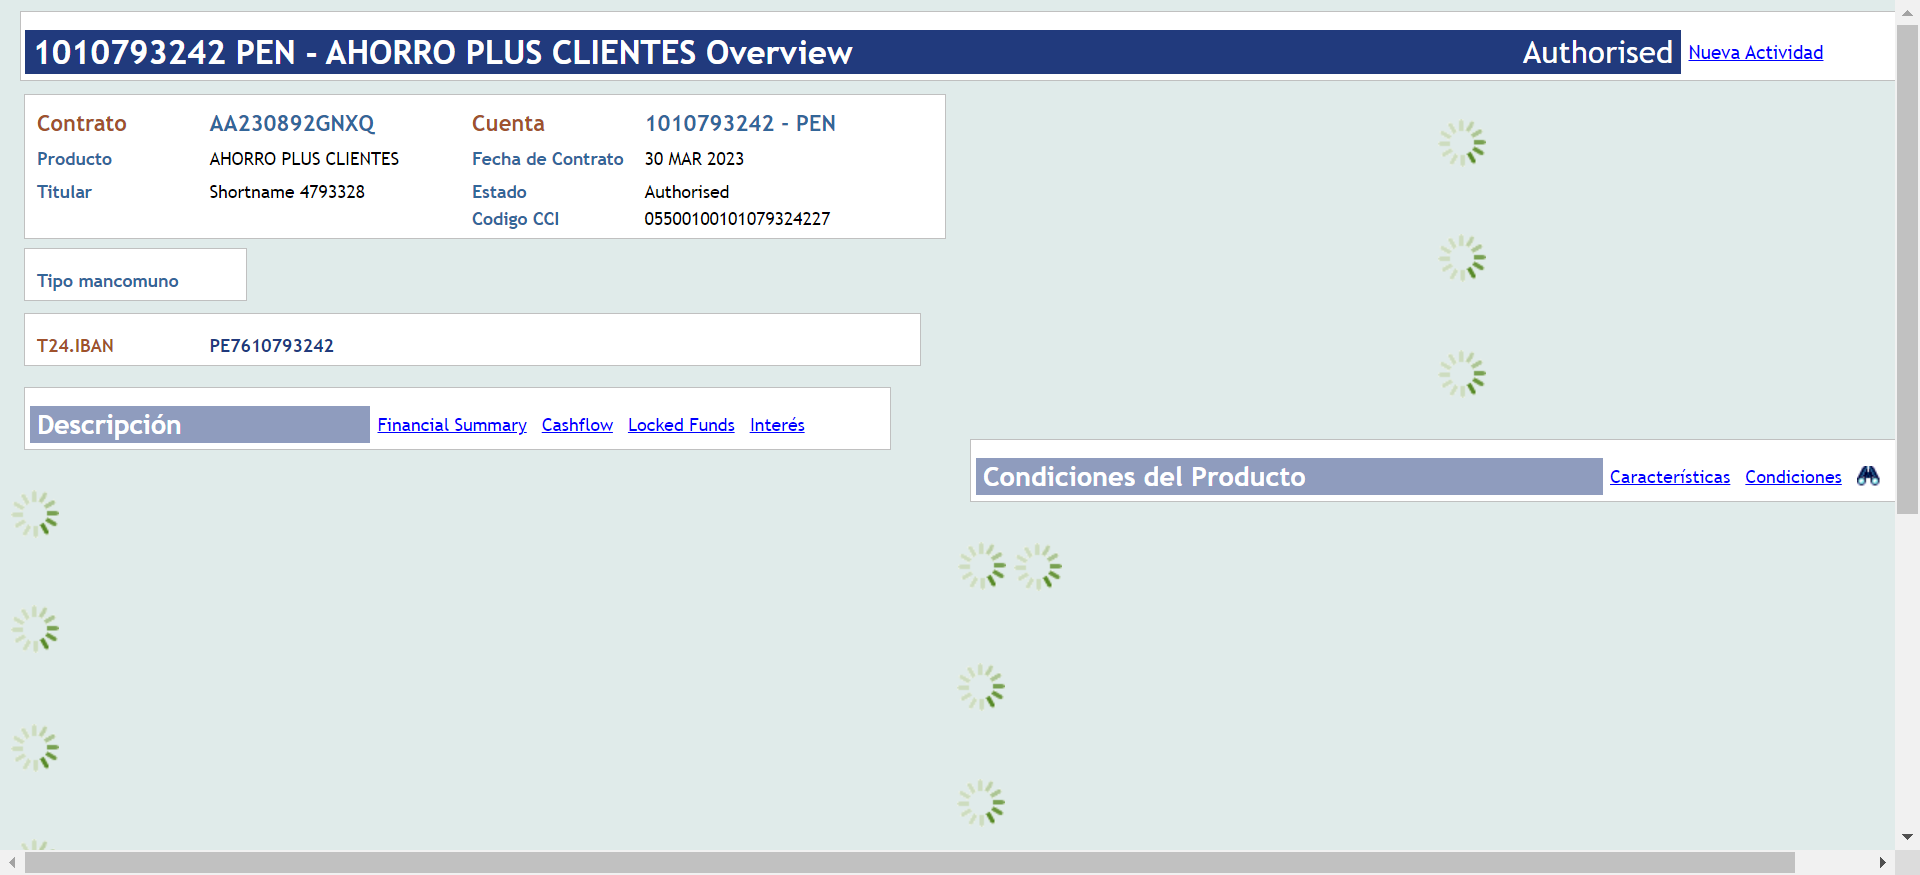 1010793242 PEN - AHORRO PLUS CLIENTES Overview Authorised Nueva Actividad
Contrato AA230892GNXQ Cuenta 1010793242 - PEN
Producto AHORRO PLUS CLIENTES Fecha de Contrato 30 MAR 2023
Titular Shortname 4793328 Estado Authorised
Codigo CCI 05500100101079324227
Tipo mancomuno
T24.IBAN PE7610793242
Descripción Financial Summary Cashflow Locked Funds Interés
Condiciones del Producto Características Condiciones